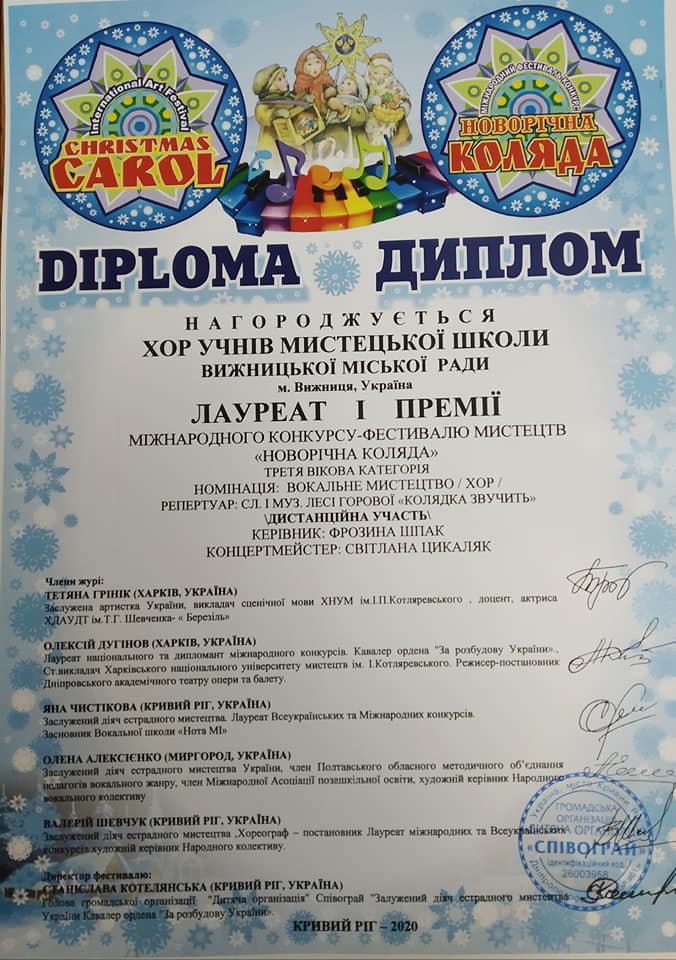 International Art Festival
CHRISTMAS
CAROL
МІЖНАРОДНИЙ ФЕСТИВАЛЬ-КОНКУРС
НОВОРІЧНА
КОЛЯДА
DIPLOMA ДИПЛОМ
НАГОРОДЖУЄТЬСЯ
ХОР УЧНІВ МИСТЕЦЬКОЇ ШКОЛИ
ВИЖНИЦЬКОЇ МІСЬКОЇ РАДИ
м. Вижниця, Україна
ЛАУРЕАТ І ПРЕМІЇ
МІЖНАРОДНОГО КОНКУРСУ-ФЕСТИВАЛЮ МИСТЕЦТВ
«НОВОРІЧНА КОЛЯДА»
ТРЕТЯ ВІКОВА КАТЕГОРІЯ
НОМІНАЦІЯ: ВОКАЛЬНЕ МИСТЕЦТВО / ХОР /
РЕПЕРТУАР: СЛ. І МУЗ. ЛЕСІ ГОРОВОЇ «КОЛЯДКА ЗВУЧИТЬ»
\ДИСТАНЦІЙНА УЧАСТЬ\
КЕРІВНИК: ФРОЗИНА ШПАК
КОНЦЕРТМЕЙСТЕР: СВІТЛАНА ЦИКАЛЯК
Члени журі:
ТЕТЯНА ГРІНІК (ХАРКІВ, УКРАЇНА)
Заслужена артистка України, викладач сценічної мови ХНУМ ім.І.П.Котляревського , доцент, актриса
ХДАУДТ ім.Т.Г. Шевченка- « Березіль»
ОЛЕКСІЙ ДУГІНОВ (ХАРКІВ, УКРАЇНА)
Лауреат національного та дипломант міжнародного конкурсів. Кавалер ордена "За розбудову України».,
Ст.викладач Харківського національного університету мистецтв ім. І.Котляревського. Режисер-постановник
Дніпровського академічного театру опери та балету.
ЯНА ЧИСТІКОВА (КРИВИЙ РІГ, УКРАЇНА)
Заслужений діяч естрадного мистецтва. Лауреат Всеукраїнських та Міжнародних конкурсів.
Засновник Вокальної школи «Нота МІ»
ОЛЕНА АЛЕКСІЄНКО (МИРГОРОД, УКРАЇНА)
Заслужений діяч естрадного мистецтва України, член Полтавського обласного методичного об'єднання
педагогів вокального жанру, член Міжнародної Асоціації позашкільної освіти, художній керівник Народного
вокального колективу
ВАЛЕРІЙ ШЕВЧУК (КРИВИЙ РІГ, УКРАЇНА)
Заслужений діяч естрадного мистецтва ,Хореограф – постановник Лауреат міжнародних та Всеукраїнських
конкурсів художній керівник Народного колективу.
Директор фестивалю:
СТАНІСЛАВА КОТЕЛЯНСЬКА (КРИВИЙ РІГ, УКРАЇНА)
Голова громадської організації "Дитяча організація" Співограй "Залужений діяч естрадного мистецтва
України Кавалер ордена "За розбудову України».
Україна, місто Кривий
ГРОМАДСЬКА
ОРГАНІЗАЦІЯ
"СПІВОГРАЙ"
Ідентифікаційний код
26003958
КРИВИЙ РІГ – 2020